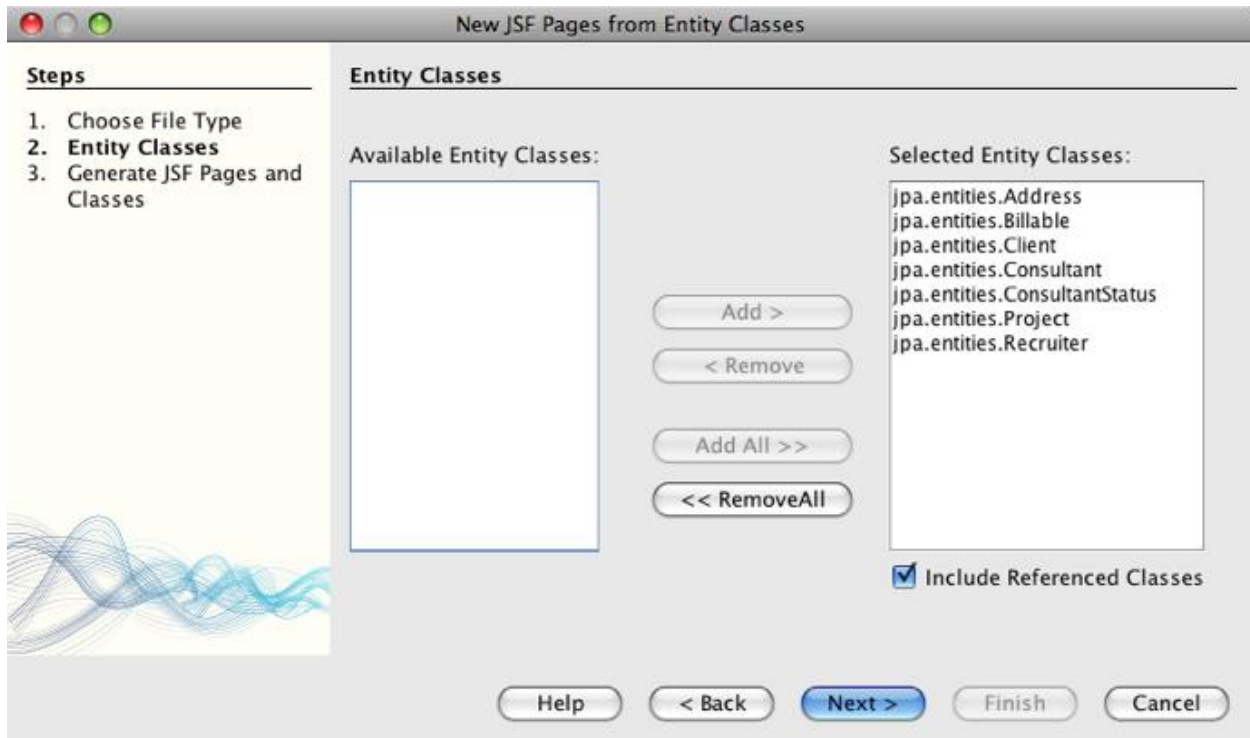 New JSF Pages from Entity Classes
Steps
1. Choose File Type
2. Entity Classes
3. Generate JSF Pages and
Classes
Entity Classes
Available Entity Classes:
Add >
< Remove
Add All >>
<< RemoveAll
Selected Entity Classes:
jpa.entities.Address
jpa.entities.Billable
jpa.entities.Client
jpa.entities.Consultant
jpa.entities.ConsultantStatus
jpa.entities.Project
jpa.entities.Recruiter
Include Referenced Classes
Help
< Back
Next >
Finish
Cancel